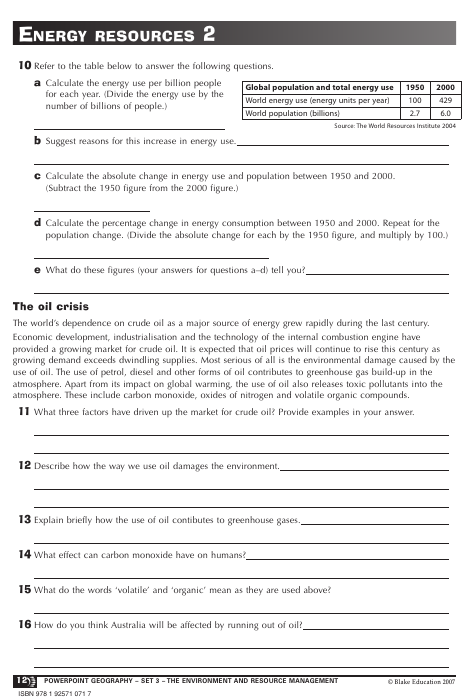 ENERGY RESOURCES 2
10 Refer to the table below to answer the following questions.
a Calculate the energy use per billion people
for each year. (Divide the energy use by the
number of billions of people.)
Global population and total energy use 1950 2000
World energy use (energy units per year) 100 429
World population (billions) 2.7 6.0
Source: The World Resources Institute 2004
b Suggest reasons for this increase in energy use.
c Calculate the absolute change in energy use and population between 1950 and 2000.
(Subtract the 1950 figure from the 2000 figure.)
d Calculate the percentage change in energy consumption between 1950 and 2000. Repeat for the
population change. (Divide the absolute change for each by the 1950 figure, and multiply by 100.)
e What do these figures (your answers for questions a–d) tell you?
The oil crisis
The world's dependence on crude oil as a major source of energy grew rapidly during the last century.
Economic development, industrialisation and the technology of the internal combustion engine have
provided a growing market for crude oil. It is expected that oil prices will continue to rise this century as
growing demand exceeds dwindling supplies. Most serious of all is the environmental damage caused by the
use of oil. The use of petrol, diesel and other forms of oil contributes to greenhouse gas build-up in the
atmosphere. Apart from its impact on global warming, the use of oil also releases toxic pollutants into the
atmosphere. These include carbon monoxide, oxides of nitrogen and volatile organic compounds.
11 What three factors have driven up the market for crude oil? Provide examples in your answer.
12 Describe how the way we use oil damages the environment.
13 Explain briefly how the use of oil contibutes to greenhouse gases.
14 What effect can carbon monoxide have on humans?
15 What do the words 'volatile' and 'organic' mean as they are used above?
16 How do you think Australia will be affected by running out of oil?
12 POWERPOINT GEOGRAPHY – SET 3 – THE ENVIRONMENT AND RESOURCE MANAGEMENT © Blake Education 2007
ISBN 978 1 92571 071 7